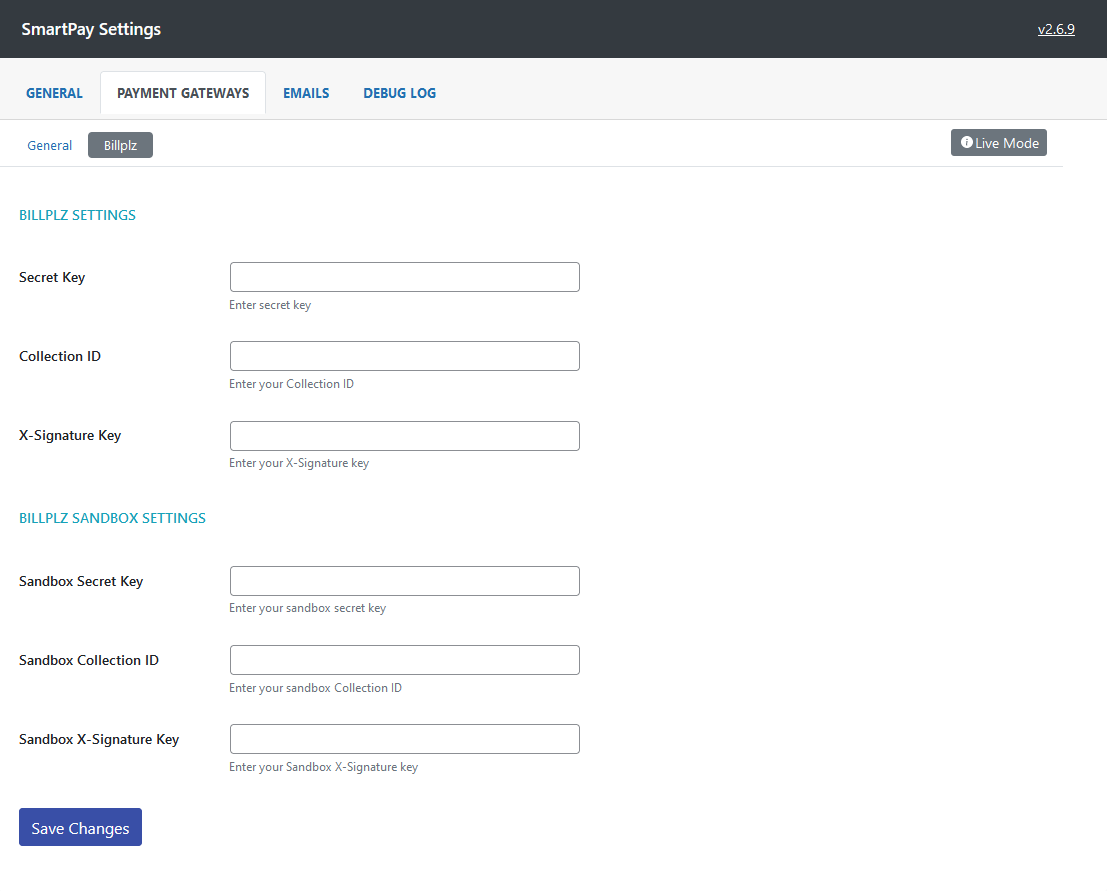 SmartPay Settings v2.6.9
GENERAL PAYMENT GATEWAYS EMAILS DEBUG LOG
General Billplz Live Mode
BILLPLZ SETTINGS
Secret Key
Enter secret key
Collection ID
Enter your Collection ID
X-Signature Key
Enter your X-Signature key
BILLPLZ SANDBOX SETTINGS
Sandbox Secret Key
Enter your sandbox secret key
Sandbox Collection ID
Enter your sandbox Collection ID
Sandbox X-Signature Key
Enter your Sandbox X-Signature key
Save Changes